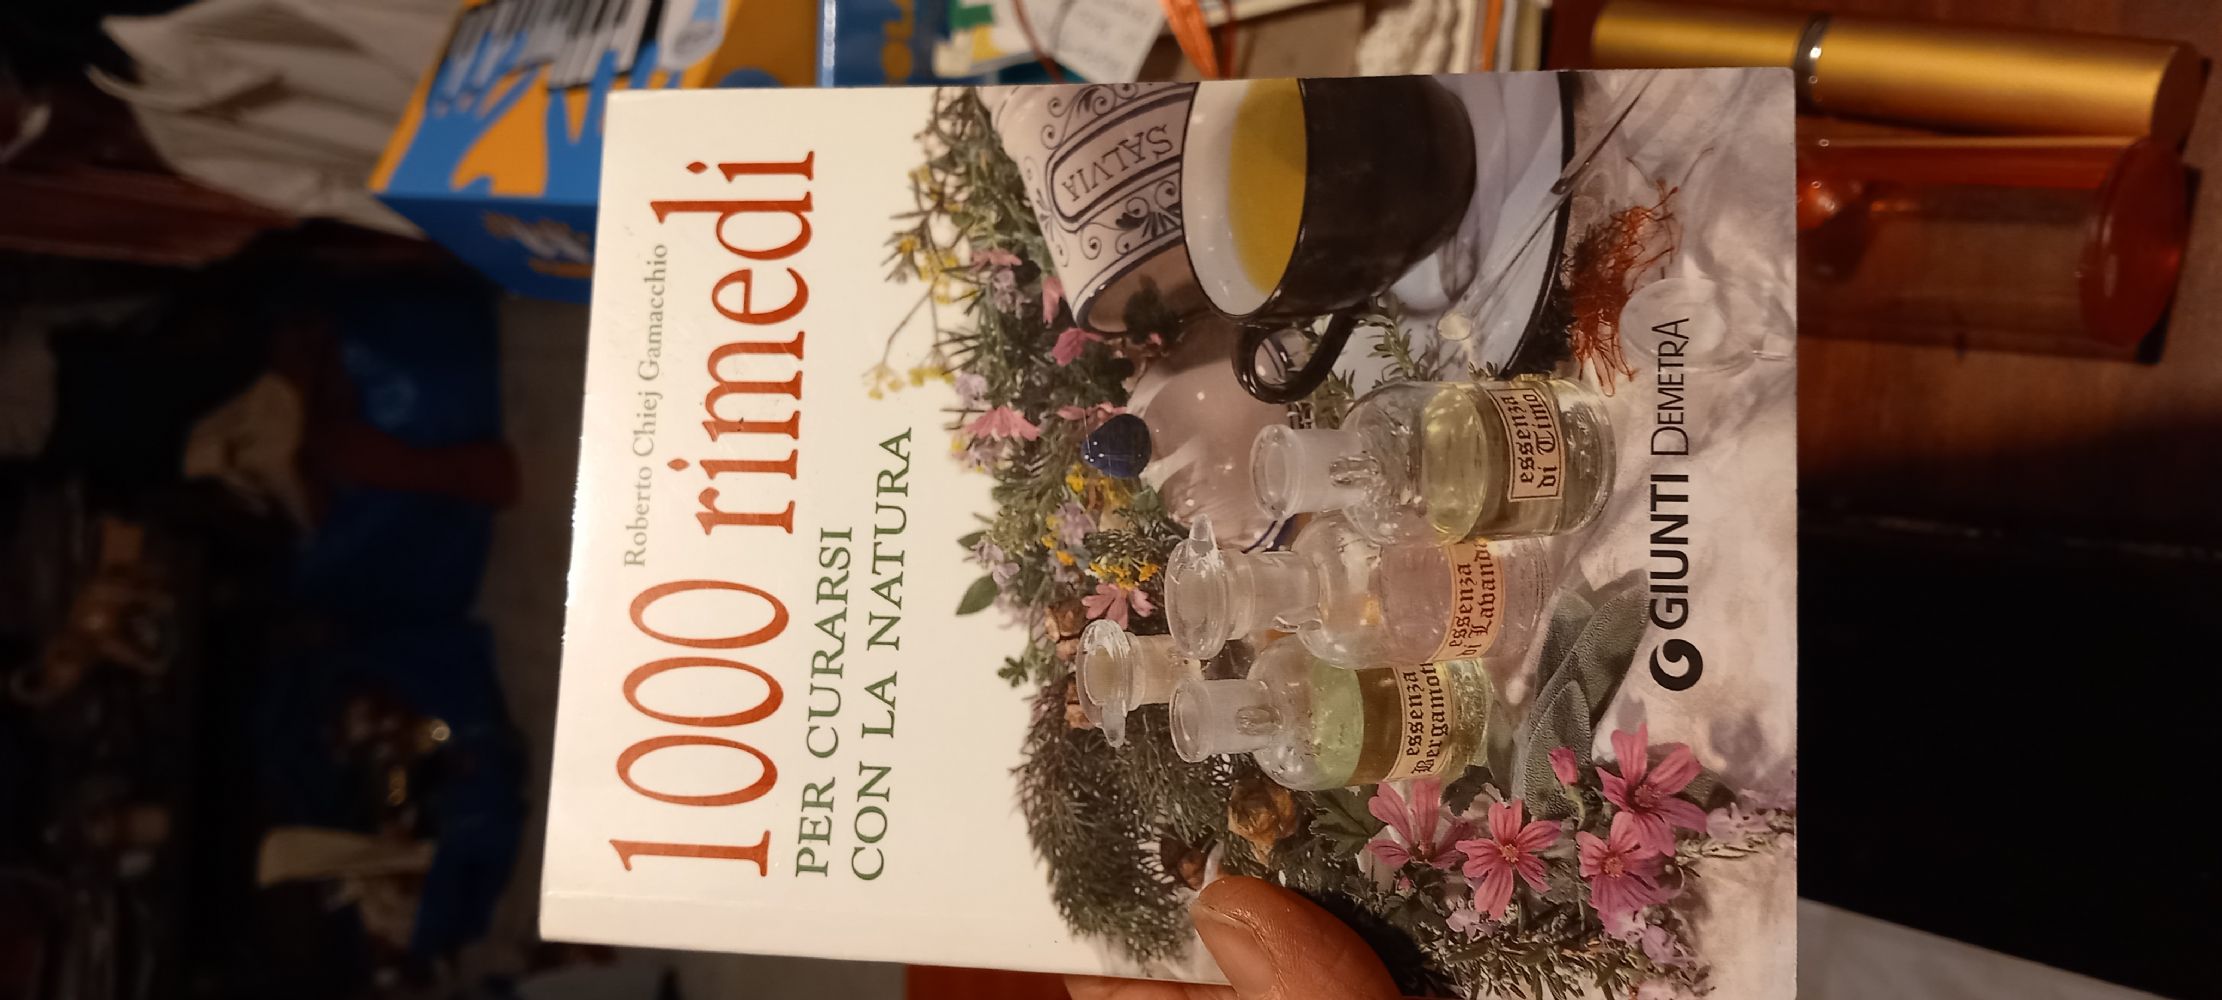 Roberto Chiej Gamacchio
1000 rimedi
PER CURARSI
CON LA NATURA
SALVIA
essenza
di Timo
essenza
di Lavanda
essenza
Bergamott
GIUNTI DEMETRA